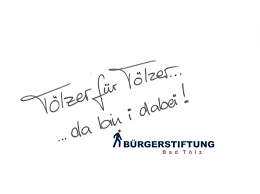 Tölzer für Tölzer...
...da bin i dabei!
BÜRGERSTIFTUNG
Bad Tölz